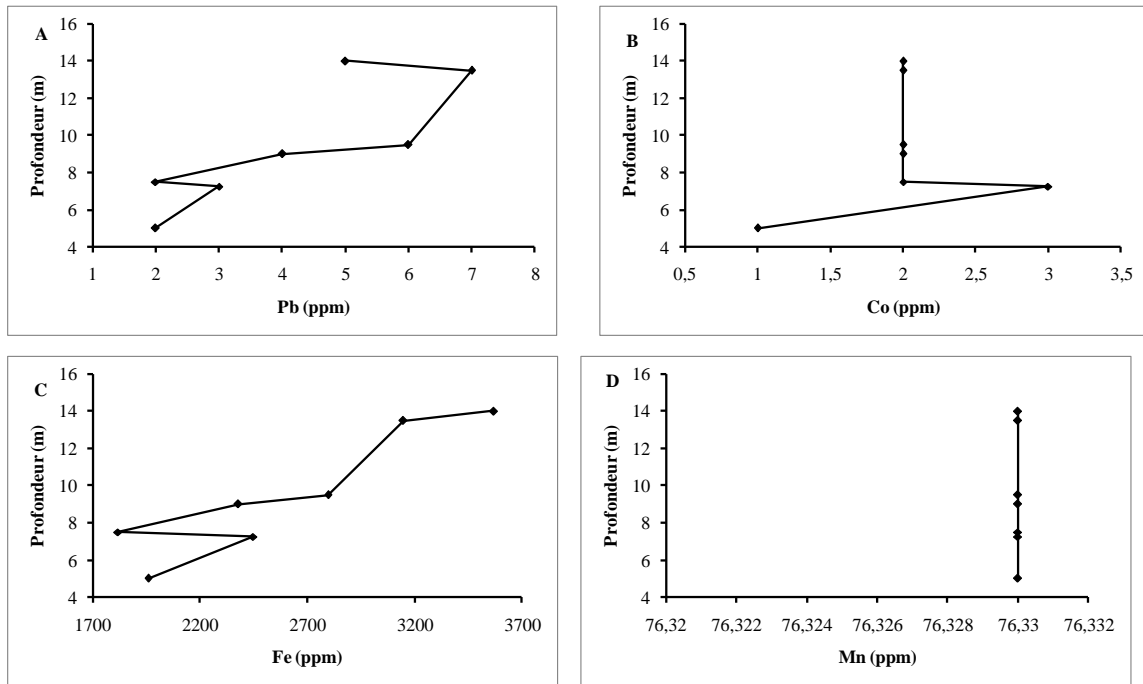 A
Profondeur (m)
16
14
12
10
8
6
4
1 2 3 4 5 6 7 8
Pb (ppm)
B
Profondeur (m)
16
14
12
10
8
6
4
0,5 1 1,5 2 2,5 3 3,5
Co (ppm)
C
Profondeur (m)
16
14
12
10
8
6
4
1700 2200 2700 3200 3700
Fe (ppm)
D
Profondeur (m)
16
14
12
10
8
6
4
76,32 76,322 76,324 76,326 76,328 76,33 76,332
Mn (ppm)